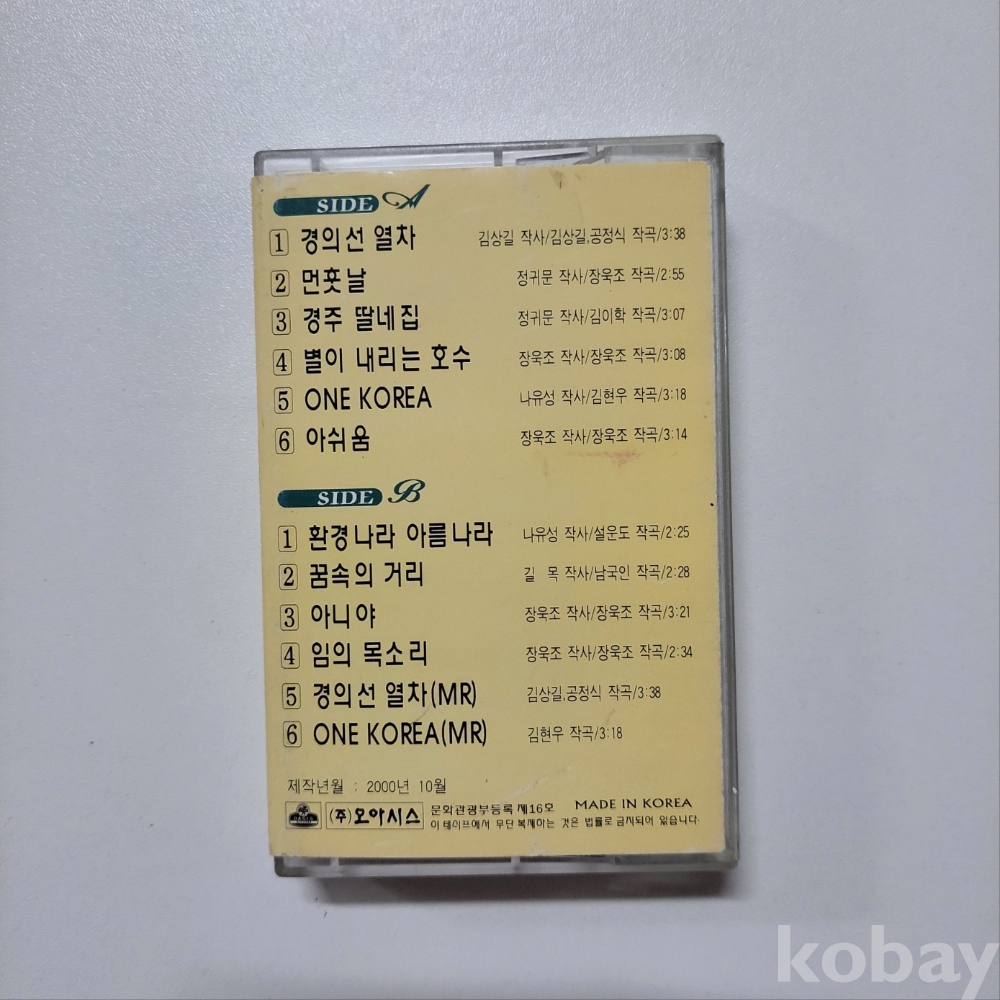 SIDE A
1 경의선 열차 김상길 작사/김상길,공정식 작곡/3:38
2 먼훗날 정귀문 작사/장욱조 작곡/2:55
3 경주 딸네집 정귀문 작사/김이학 작곡/3:07
4 별이 내리는 호수 장욱조 작사/장욱조 작곡/3:08
5 ONE KOREA 나유성 작사/김현우 작곡/3:18
6 아쉬움 장욱조 작사/장욱조 작곡/3:14
SIDE B
1 환경나라 아름나라 나유성 작사/설운도 작곡/2:25
2 꿈속의 거리 길 목 작사/남국인 작곡/2:28
3 아니야 장욱조 작사/장욱조 작곡/3:21
4 임의 목소리 장욱조 작사/장욱조 작곡/2:34
5 경의선 열차(MR) 김상길,공정식 작곡/3:38
6 ONE KOREA(MR) 김현우 작곡/3:18
제작년월 : 2000년 10월
(주)오아시스 문화관광부등록 제16호 MADE IN KOREA
이 테이프에서 무단 복제하는 것은 법률로 금지되어 있습니다.
kobay